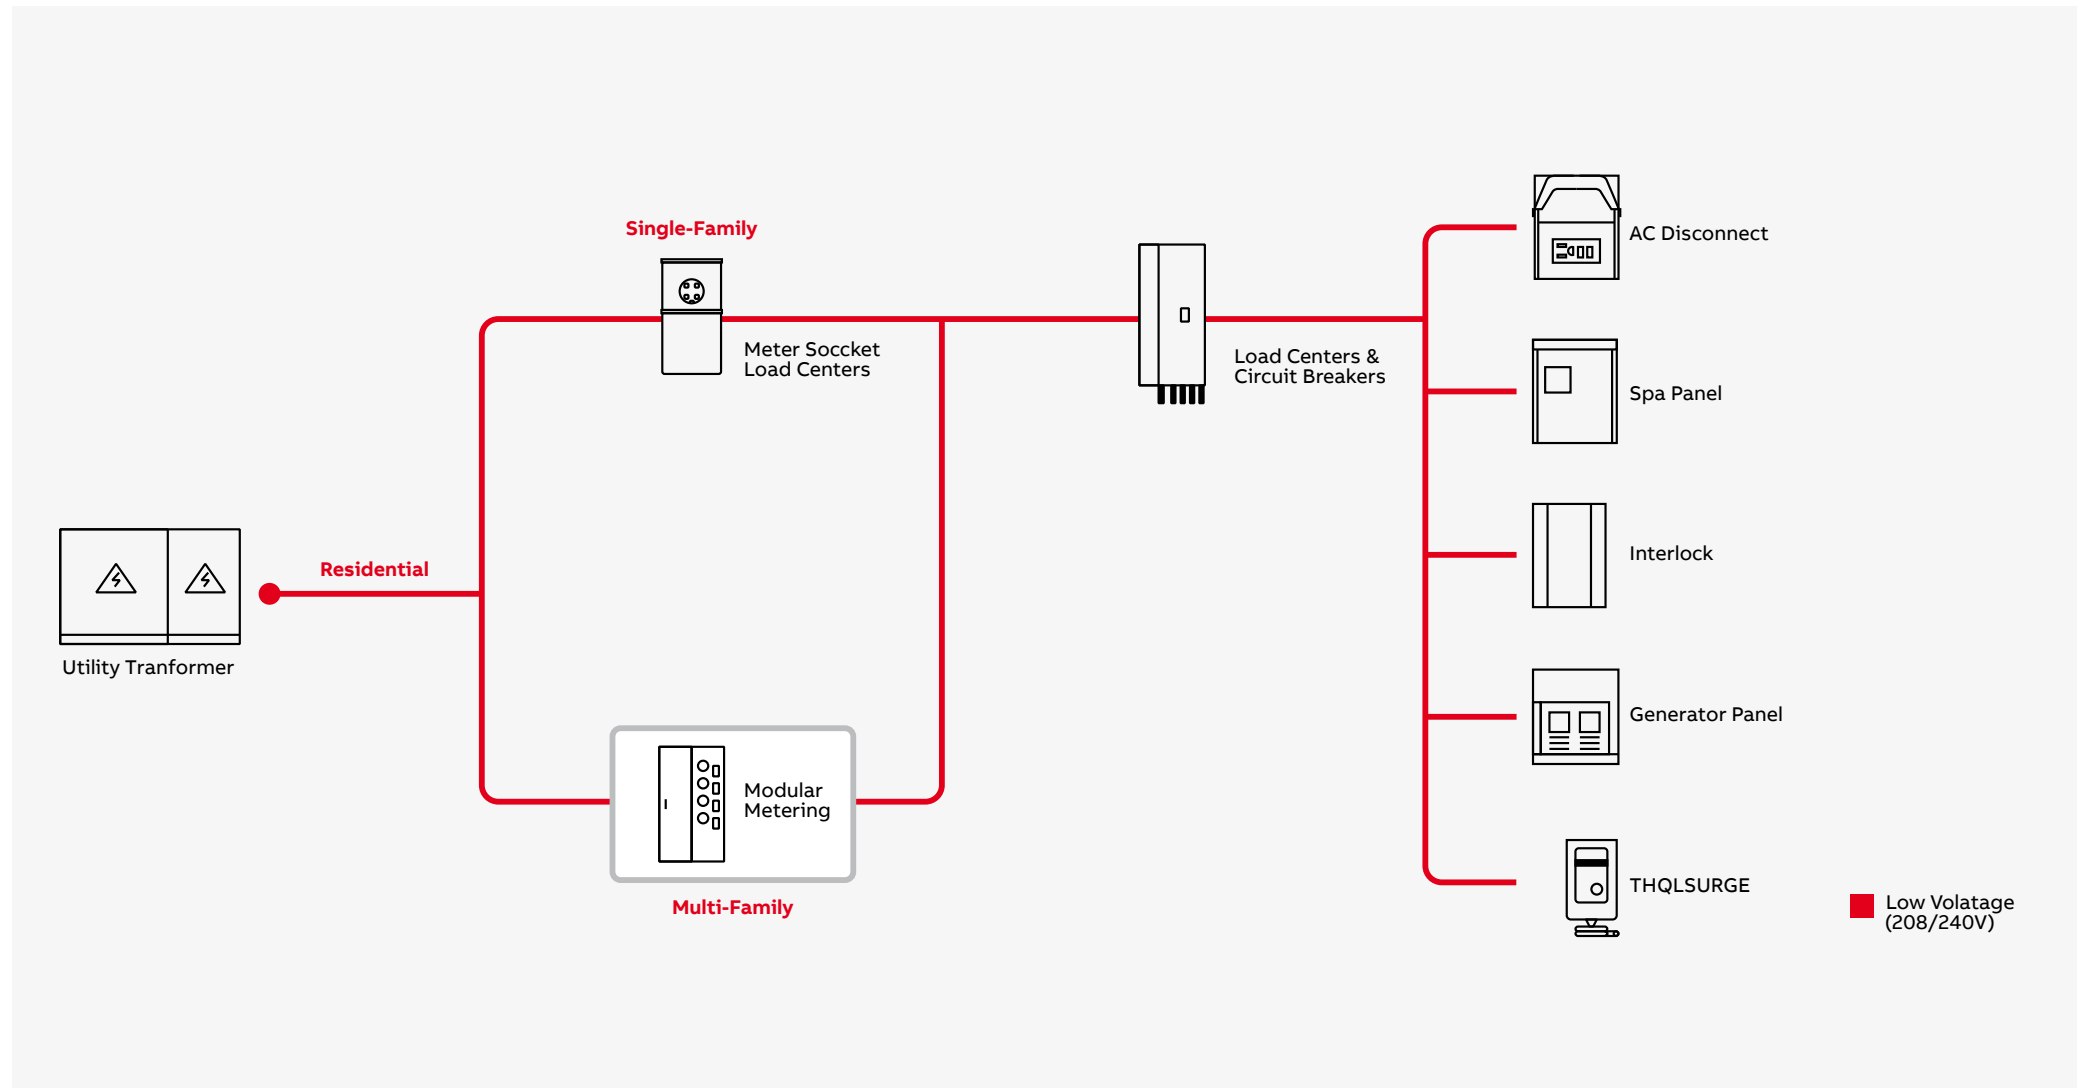 Single-Family
Meter Soccket
Load Centers
Load Centers &
Circuit Breakers
AC Disconnect
Spa Panel
Interlock
Generator Panel
THQLSURGE
Residential
Utility Tranformer
Modular
Metering
Multi-Family
Low Volatage
(208/240V)